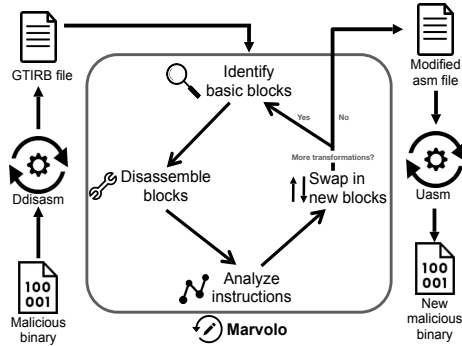 GTIRB file
Ddisasm
100
001
Malicious
binary
Identify
basic blocks
Yes
No
More transformations?
Disassemble
blocks
Swap in
new blocks
Analyze
instructions
Marvolo
Modified
asm file
Uasm
100
001
New
malicious
binary